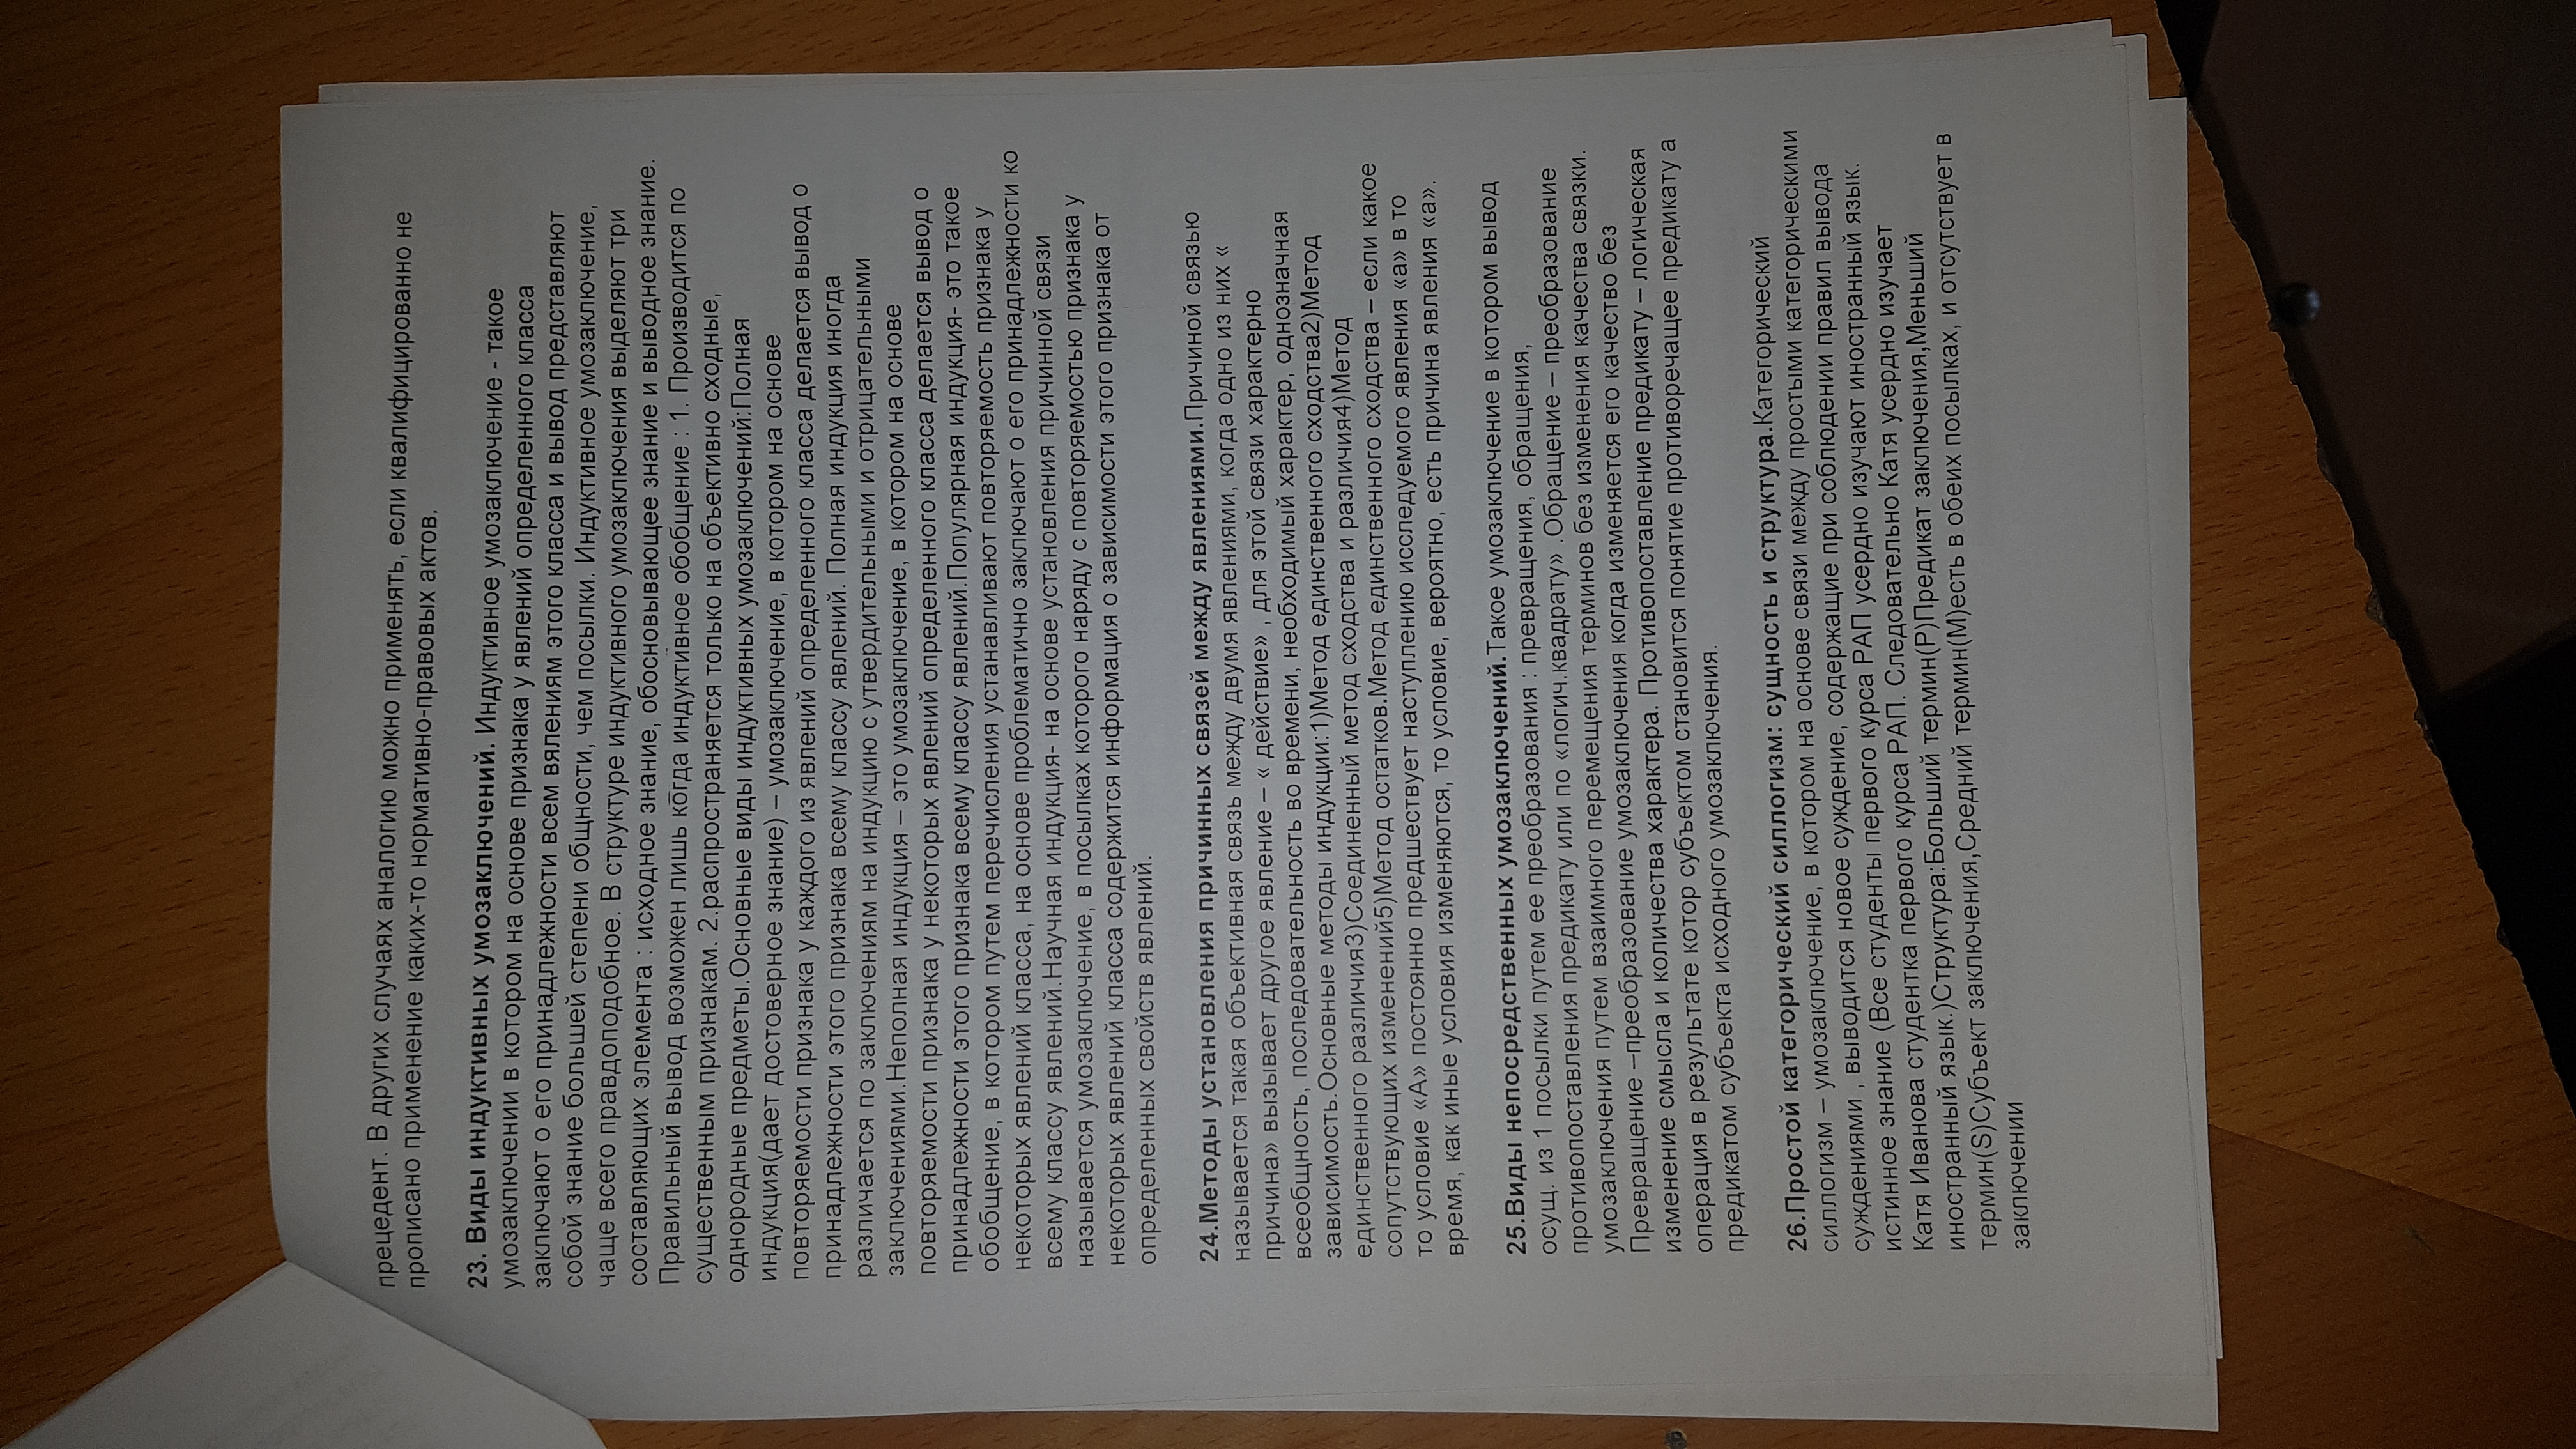 прецедент. В других случаях аналогию можно применять, если квалифицированно не
прописано применение каких-то нормативно-правовых актов.
23. Виды индуктивных умозаключений. Индуктивное умозаключение - такое
умозаключении в котором на основе признака у явлений определенного класса
заключают о его принадлежности всем вялениям этого класса и вывод представляют
собой знание большей степени общности, чем посылки. Индуктивное умозаключение,
чаще всего правдоподобное. В структуре индуктивного умозаключения выделяют три
составляющих элемента : исходное знание, обосновывающее знание и выводное знание.
Правильный вывод возможен лишь когда индуктивное обобщение : 1. Производится по
существенным признакам. 2.распространяется только на объективно сходные,
однородные предметы.Основные виды индуктивных умозаключений:Полная
индукция(дает достоверное знание) – умозаключение, в котором на основе
повторяемости признака у каждого из явлений определенного класса делается вывод о
принадлежности этого признака всему классу явлений. Полная индукция иногда
различается по заключениям на индукцию с утвердительными и отрицательными
заключениями.Неполная индукция – это умозаключение, в котором на основе
повторяемости признака у некоторых явлений определенного класса делается вывод о
принадлежности этого признака всему классу явлений.Популярная индукция- это такое
обобщение, в котором путем перечисления устанавливают повторяемость признака у
некоторых явлений класса, на основе проблематично заключают о его принадлежности ко
всему классу явлений.Научная индукция- на основе установления причинной связи
называется умозаключение, в посылках которого наряду с повторяемостью признака у
некоторых явлений класса содержится информация о зависимости этого признака от
определенных свойств явлений.
24.Методы установления причинных связей между явлениями.Причиной связью
называется такая объективная связь между двумя явлениями, когда одно из них «
причина» вызывает другое явление – « действие» , для этой связи характерно
всеобщность, последовательность во времени, необходимый характер, однозначная
зависимость.Основные методы индукции:1)Метод единственного сходства2)Метод
единственного различия3)Соединенный метод сходства и различия4)Метод
сопутствующих изменений5)Метод остатков.Метод единственного сходства – если какое
то условие «А» постоянно предшествует наступлению исследуемого явления «а» в то
время, как иные условия изменяются, то условие, вероятно, есть причина явления «а».
25.Виды непосредственных умозаключений.Такое умозаключение в котором вывод
осущ. из 1 посылки путем ее преобразования : превращения, обращения,
противопоставления предикату или по «логич.квадрату» .Обращение – преобразование
умозаключения путем взаимного перемещения терминов без изменения качества связки.
Превращение –преобразование умозаключения когда изменяется его качество без
изменение смысла и количества характера. Противопоставление предикату – логическая
операция в результате котор субъектом становится понятие противоречащее предикату а
предикатом субъекта исходного умозаключения.
26.Простой категорический силлогизм: сущность и структура.Категорический
силлогизм – умозаключение, в котором на основе связи между простыми категорическими
суждениями , выводится новое суждение, содержащие при соблюдении правил вывода
истинное знание (Все студенты первого курса РАП усердно изучают иностранный язык.
Катя Иванова студентка первого курса РАП. Следовательно Катя усердно изучает
иностранный язык.)Структура:Больший термин(Р)Предикат заключения,Меньший
термин(S)Субъект заключения,Средний термин(М)есть в обеих посылках, и отсутствует в
заключении